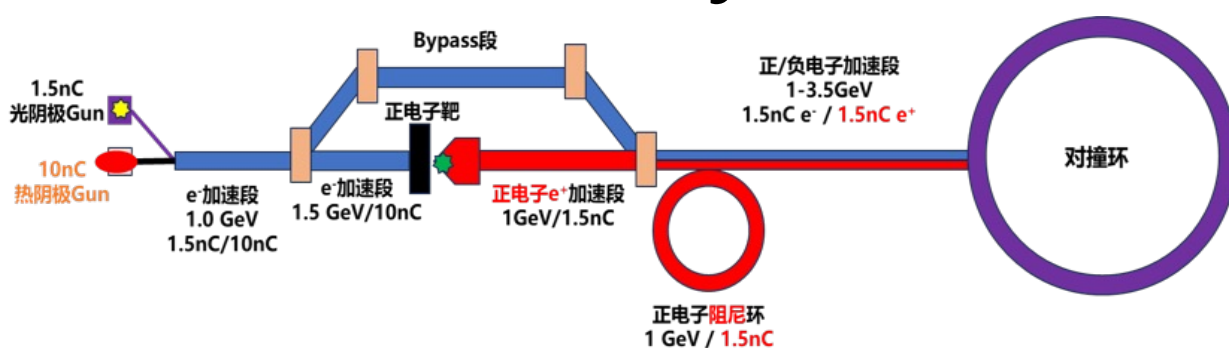 Bypass段
1.5nC
光阴极Gun
10nC
热阴极Gun
e⁻加速段
1.0 GeV
1.5nC/10nC
正电子靶
e⁻加速段
1.5 GeV/10nC
正电子e⁺加速段
1GeV/1.5nC
正/负电子加速段
1-3.5GeV
1.5nC e⁻ / 1.5nC e⁺
正电子阻尼环
1 GeV / 1.5nC
对撞环